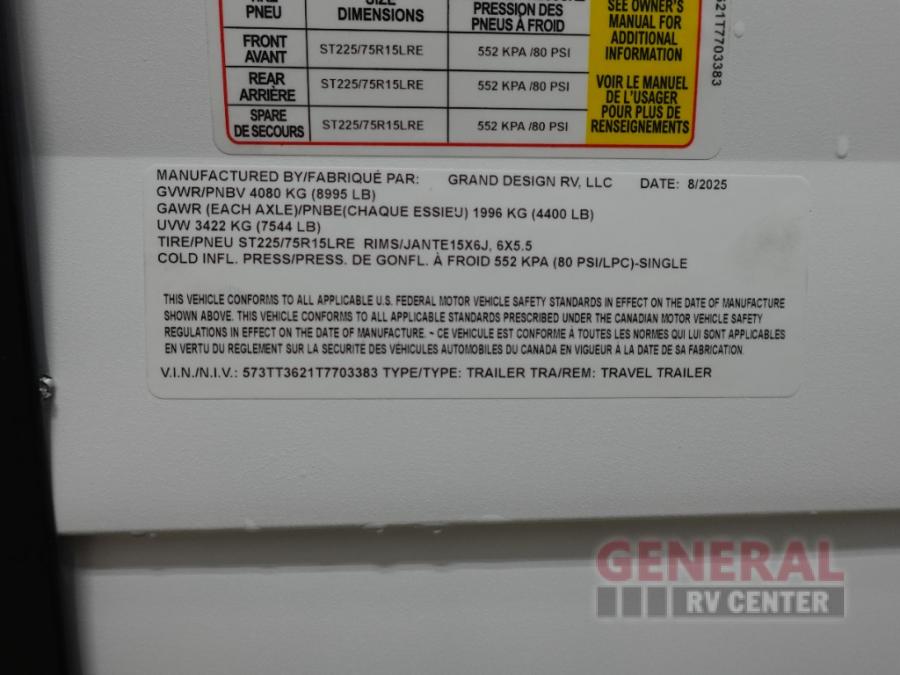 TIRE SIZE
PNEU DIMENSIONS PRESSION DES
PNEUS À FROID
FRONT ST225/75R15LRE 552 KPA /80 PSI
AVANT
REAR ST225/75R15LRE 552 KPA /80 PSI
ARRIÈRE
SPARE ST225/75R15LRE 552 KPA /80 PSI
DE SECOURS
SEE OWNER'S
MANUAL FOR
ADDITIONAL
INFORMATION
VOIR LE MANUEL
DE L'USAGER
POUR PLUS DE
RENSEIGNEMENTS
621T7703383
MANUFACTURED BY/FABRIQUÉ PAR: GRAND DESIGN RV, LLC DATE: 8/2025
GVWR/PNBV 4080 KG (8995 LB)
GAWR (EACH AXLE)/PNBE(CHAQUE ESSIEU) 1996 KG (4400 LB)
UVW 3422 KG (7544 LB)
TIRE/PNEU ST225/75R15LRE RIMS/JANTE15X6J, 6X5.5
COLD INFL. PRESS/PRESS. DE GONFL. À FROID 552 KPA (80 PSI/LPC)-SINGLE
THIS VEHICLE CONFORMS TO ALL APPLICABLE U.S. FEDERAL MOTOR VEHICLE SAFETY STANDARDS IN EFFECT ON THE DATE OF MANUFACTURE
SHOWN ABOVE. THIS VEHICLE CONFORMS TO ALL APPLICABLE STANDARDS PRESCRIBED UNDER THE CANADIAN MOTOR VEHICLE SAFETY
REGULATIONS IN EFFECT ON THE DATE OF MANUFACTURE. ~ CE VEHICULE EST CONFORME À TOUTES LES NORMES QUI LUI SONT APPLICABLES
EN VERTU DU REGLEMENT SUR LA SECURITE DES VÉHICULES AUTOMOBILES DU CANADA EN VIGUEUR À LA DATE DE SA FABRICATION.
V.I.N./N.I.V.: 573TT3621T7703383 TYPE/TYPE: TRAILER TRA/REM: TRAVEL TRAILER
GENERAL
RV CENTER